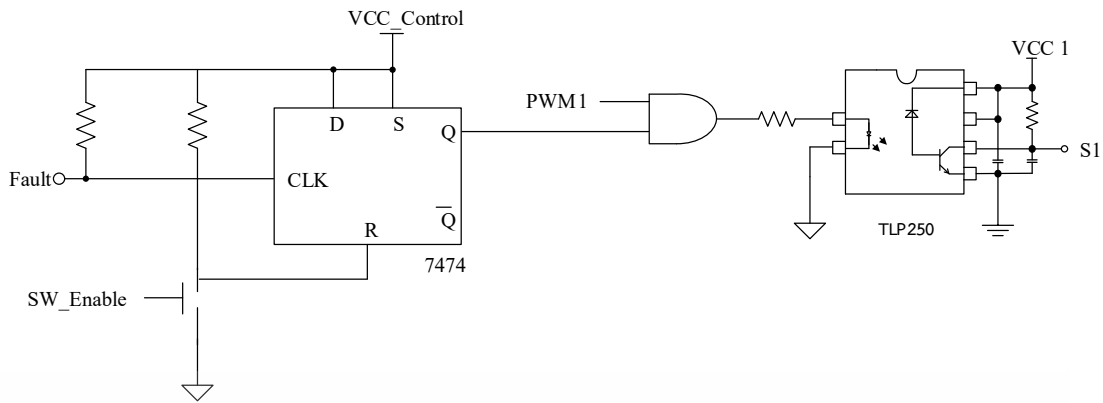 VCC_Control
VCC 1
PWM1
D
S
Q
Fault
CLK
S1
Q̅
R
TLP250
7474
SW_Enable